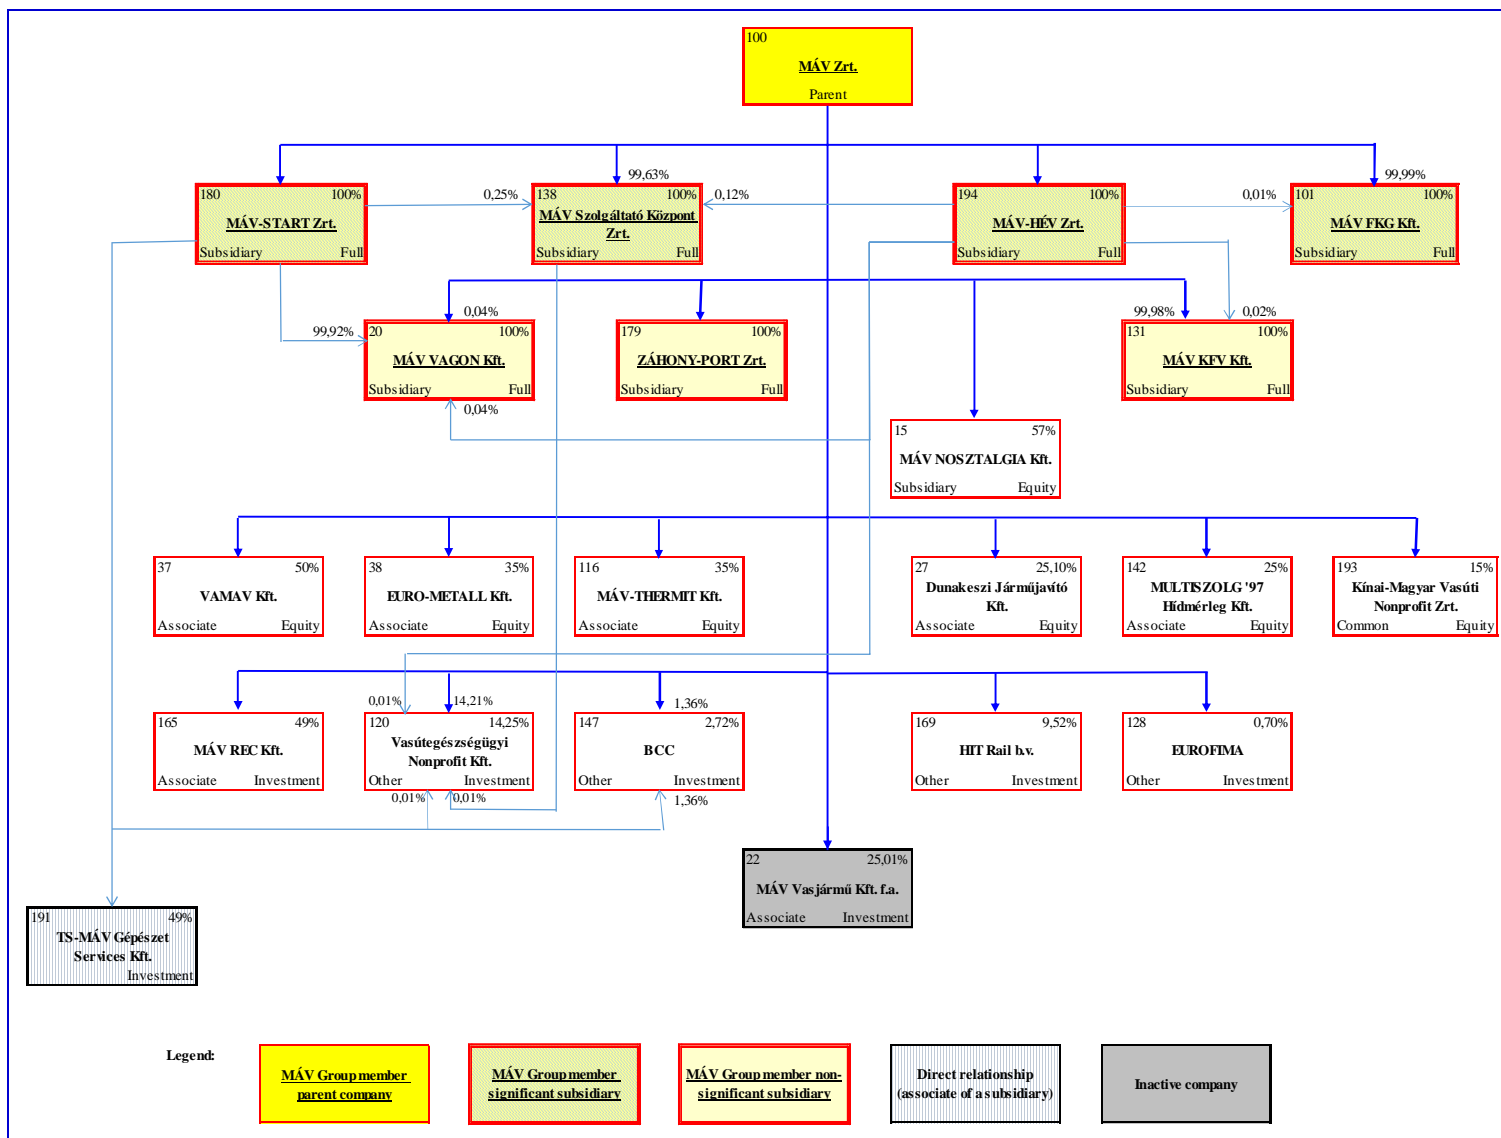 100
MÁV Zrt.
Parent
99,63%
99,99%
180 100%
MÁV-START Zrt.
Subsidiary Full
0,25%
138 100%
MÁV Szolgáltató Központ
Zrt.
Subsidiary Full
0,12%
194 100%
MÁV-HÉV Zrt.
Subsidiary Full
0,01%
101 100%
MÁV FKG Kft.
Subsidiary Full
0,04%
99,98%
0,02%
99,92%
20 100%
MÁV VAGON Kft.
Subsidiary Full
0,04%
179 100%
ZÁHONY-PORT Zrt.
Subsidiary Full
131 100%
MÁV KFV Kft.
Subsidiary Full
15 57%
MÁV NOSZTALGIA Kft.
Subsidiary Equity
37 50%
VAMAV Kft.
Associate Equity
38 35%
EURO-METALL Kft.
Associate Equity
116 35%
MÁV-THERMIT Kft.
Associate Equity
27 25,10%
Dunakeszi Járműjavító
Kft.
Associate Equity
142 25%
MULTISZOLG '97
Hídmérleg Kft.
Associate Equity
193 15%
Kínai-Magyar Vasúti
Nonprofit Zrt.
Common Equity
0,01%
14,21%
1,36%
165 49%
MÁV REC Kft.
Associate Investment
120 14,25%
Vasútegészségügyi
Nonprofit Kft.
Other Investment
0,01%
0,01%
147 2,72%
BCC
Other Investment
1,36%
169 9,52%
HIT Rail b.v.
Other Investment
128 0,70%
EUROFIMA
Other Investment
22 25,01%
MÁV Vasjármű Kft. f.a.
Associate Investment
191 49%
TS-MÁV Gépészet
Services Kft.
Investment
Legend:
MÁV Group member
parent company
MÁV Group member
significant subsidiary
MÁV Group member non-
significant subsidiary
Direct relationship
(associate of a subsidiary)
Inactive company